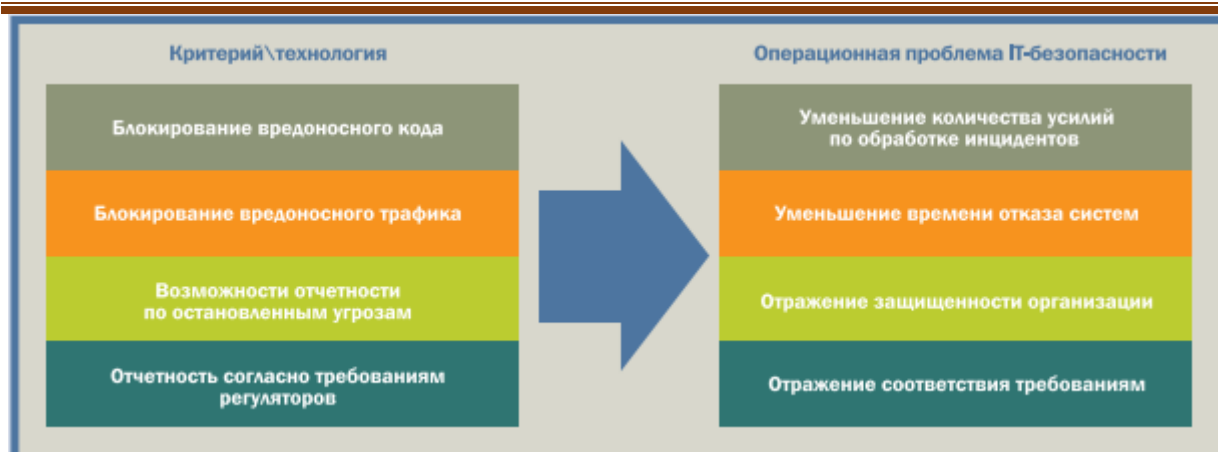 Критерий\технология
Операционная проблема IT-безопасности
Блокирование вредоносного кода
Уменьшение количества усилий
по обработке инцидентов
Блокирование вредоносного трафика
Уменьшение времени отказа систем
Возможности отчетности
по остановленным угрозам
Отражение защищенности организации
Отчетность согласно требованиям
регуляторов
Отражение соответствия требованиям